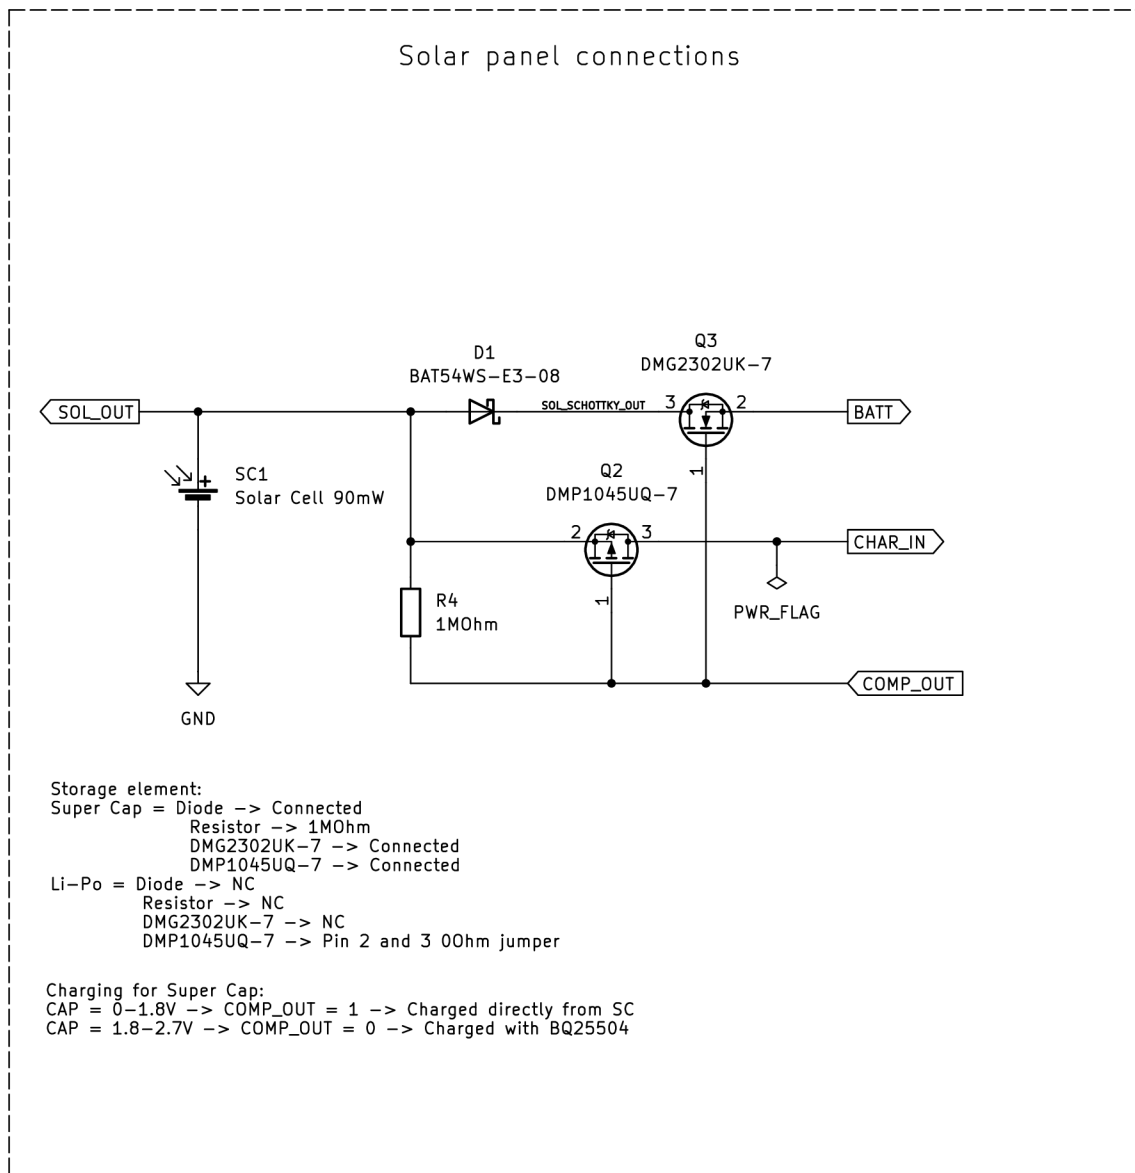 Solar panel connections
Q3
DMG2302UK-7
D1
BAT54WS-E3-08
SOL_OUT
SOL_SCHOTTKY_OUT
3
2
BATT
1
SC1
Solar Cell 90mW
Q2
DMP1045UQ-7
2
3
CHAR_IN
1
PWR_FLAG
R4
1MOhm
COMP_OUT
GND
Storage element:
Super Cap = Diode -> Connected
Resistor -> 1MOhm
DMG2302UK-7 -> Connected
DMP1045UQ-7 -> Connected
Li-Po = Diode -> NC
Resistor -> NC
DMG2302UK-7 -> NC
DMP1045UQ-7 -> Pin 2 and 3 0Ohm jumper
Charging for Super Cap:
CAP = 0-1.8V -> COMP_OUT = 1 -> Charged directly from SC
CAP = 1.8-2.7V -> COMP_OUT = 0 -> Charged with BQ25504